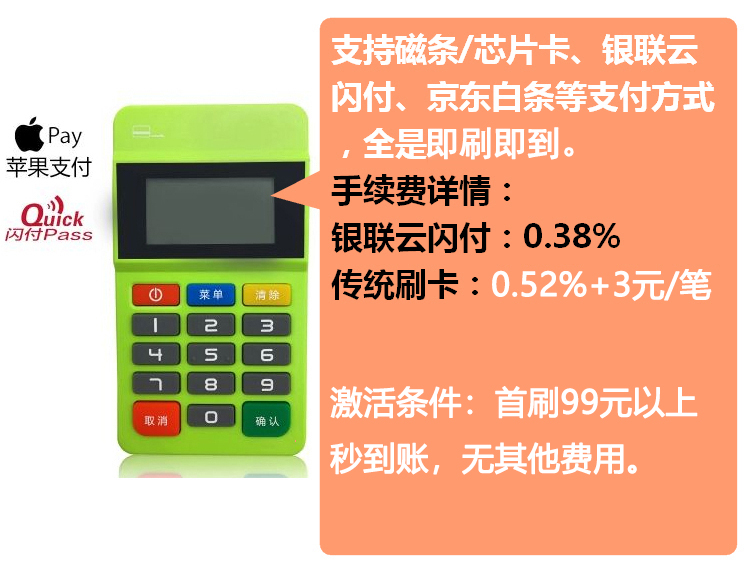 支持磁条/芯片卡、银联云
闪付、京东白条等支付方式
，全是即刷即到。
Pay
苹果支付
手续费详情：
Quick
闪付Pass
银联云闪付：0.38%
传统刷卡：0.52%+3元/笔
菜单
清除
1 2 3
4 5 6
7 8 9
取消
0
确认
激活条件：首刷99元以上
秒到账，无其他费用。